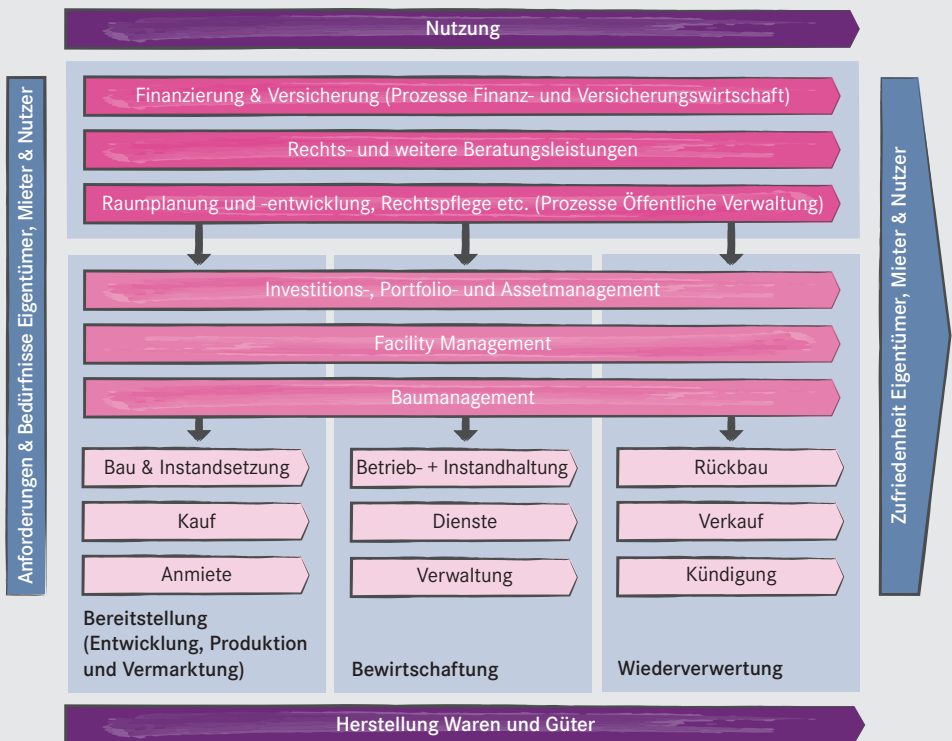 Nutzung
Anforderungen & Bedürfnisse Eigentümer, Mieter & Nutzer
Finanzierung & Versicherung (Prozesse Finanz- und Versicherungswirtschaft)
Rechts- und weitere Beratungsleistungen
Raumplanung und -entwicklung, Rechtspflege etc. (Prozesse Öffentliche Verwaltung)
Investitions-, Portfolio- und Assetmanagement
Facility Management
Baumanagement
Bau & Instandsetzung
Kauf
Anmiete
Bereitstellung
(Entwicklung, Produktion
und Vermarktung)
Betrieb- + Instandhaltung
Dienste
Verwaltung
Bewirtschaftung
Rückbau
Verkauf
Kündigung
Wiederverwertung
Zufriedenheit Eigentümer, Mieter & Nutzer
Herstellung Waren und Güter